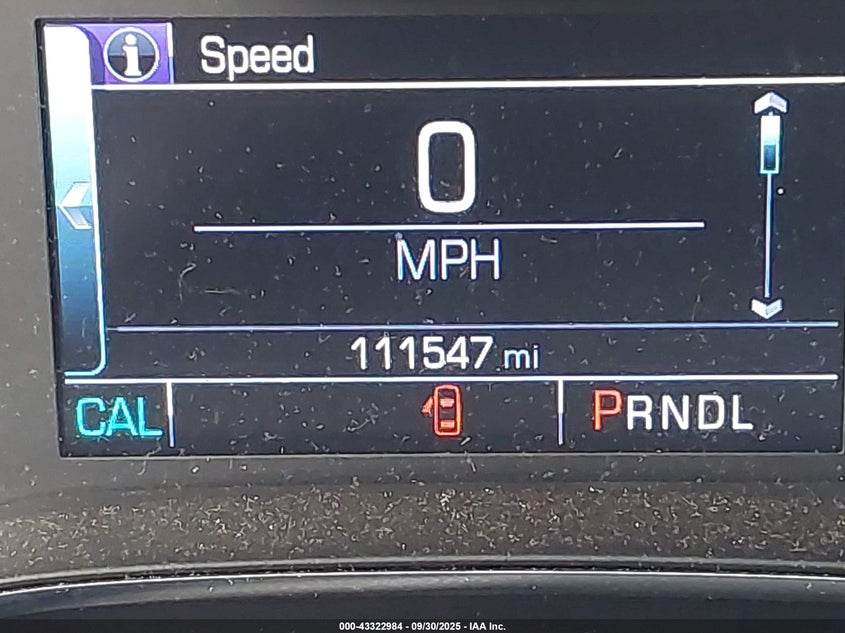 i Speed
0
MPH
111547 mi
CAL PRNDL
000-43322984 - 09/30/2025 - IAA Inc.